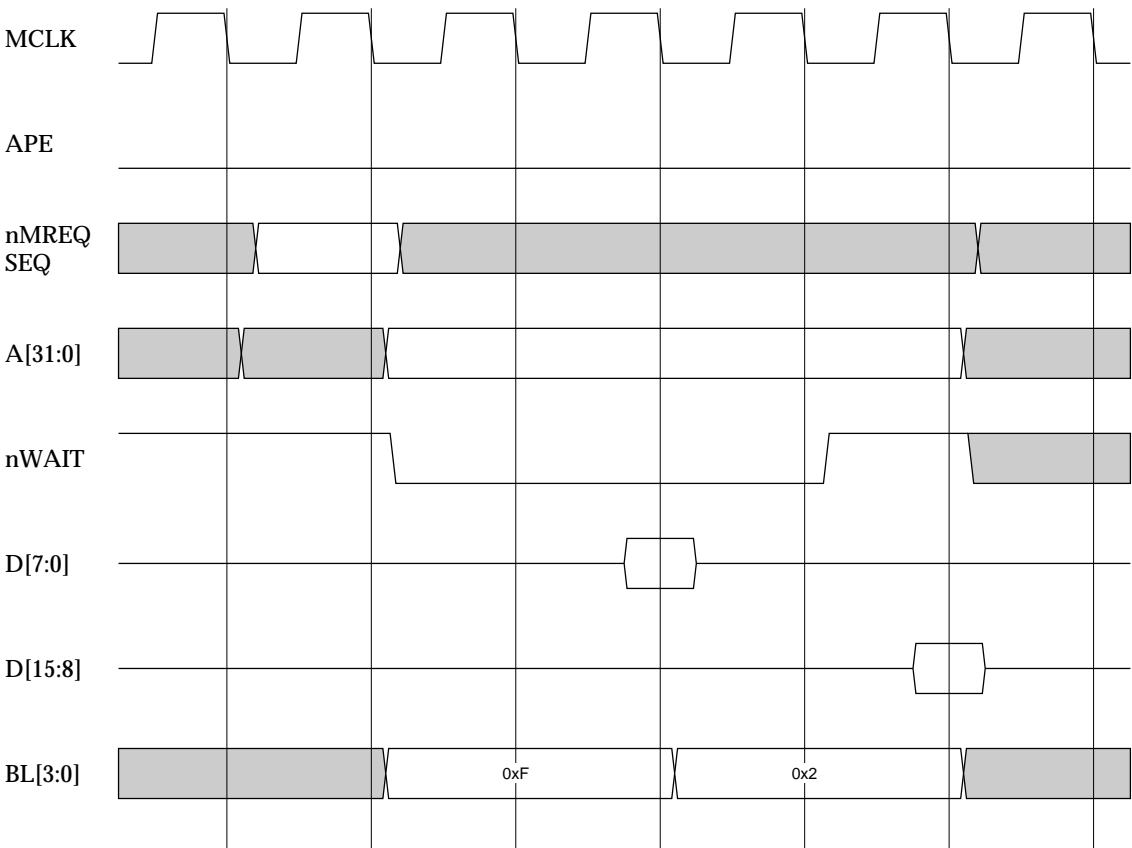 MCLK
APE
nMREQ
SEQ
A[31:0]
nWAIT
D[7:0]
D[15:8]
BL[3:0]
0xF
0x2